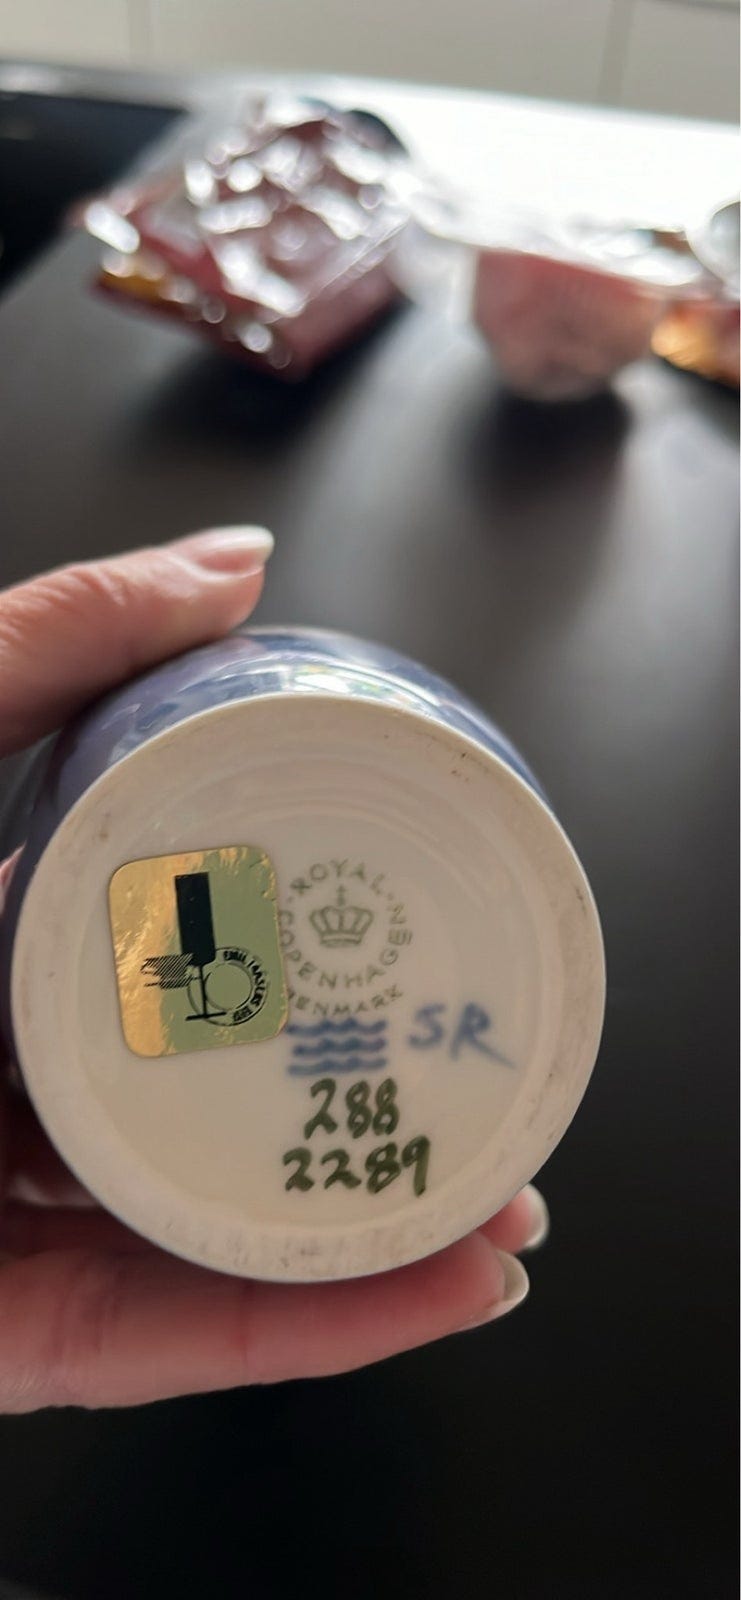 ROYAL
COPENHAGEN
DENMARK
SR
288
2289